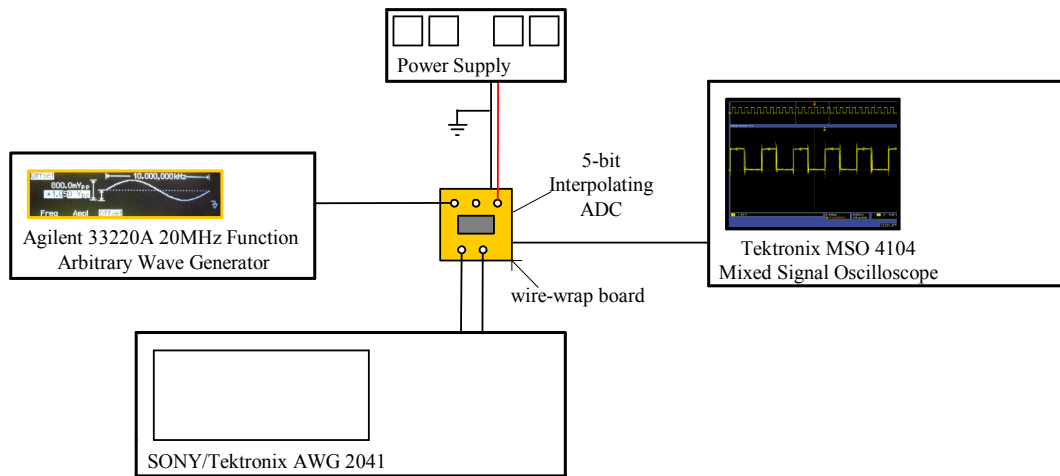 Power Supply
5-bit
Interpolating
ADC
Offset
10.000,000kHz
800.0mVpp
Freq Ampl Offset
Agilent 33220A 20MHz Function
Arbitrary Wave Generator
Tektronix MSO 4104
Mixed Signal Oscilloscope
wire-wrap board
SONY/Tektronix AWG 2041